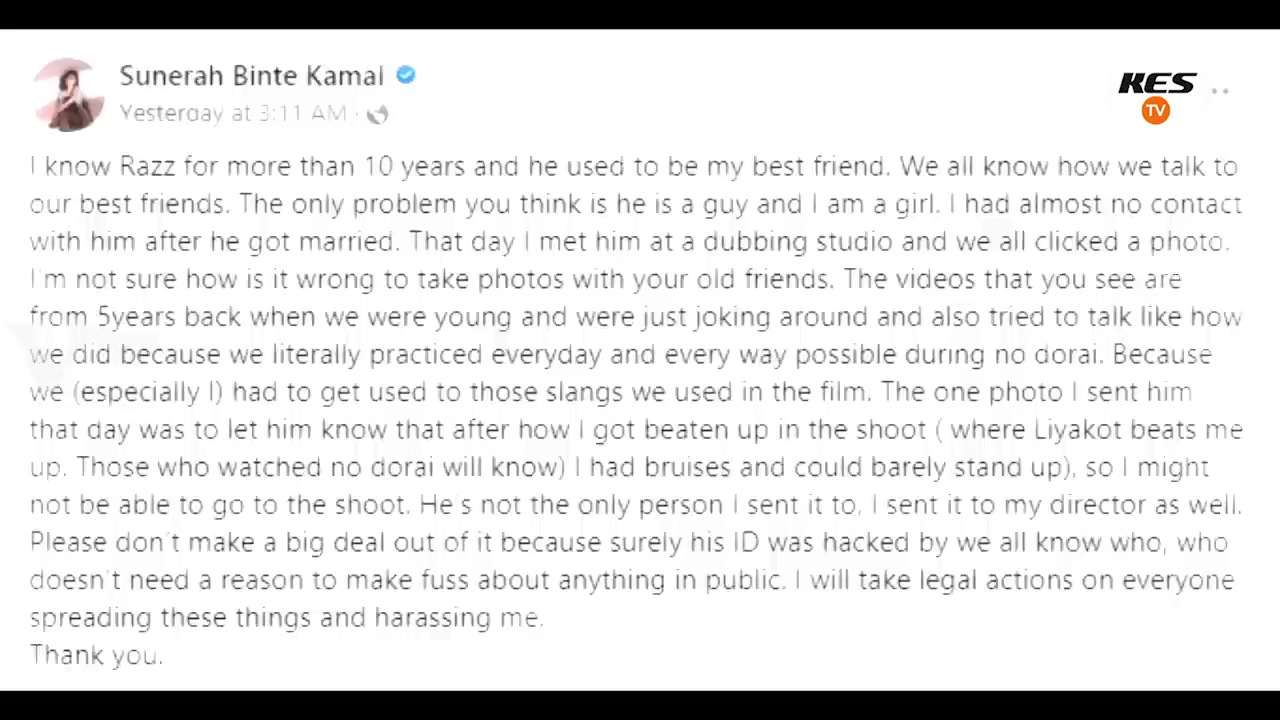 Sunerah Binte Kamal
KES
TV
Yesterday at 3:11 AM ·
I know Razz for more than 10 years and he used to be my best friend. We all know how we talk to
our best friends. The only problem you think is he is a guy and I am a girl. I had almost no contact
with him after he got married. That day I met him at a dubbing studio and we all clicked a photo.
I'm not sure how is it wrong to take photos with your old friends. The videos that you see are
from 5years back when we were young and were just joking around and also tried to talk like how
we did because we literally practiced everyday and every way possible during no dorai. Because
we (especially I) had to get used to those slangs we used in the film. The one photo I sent him
that day was to let him know that after how I got beaten up in the shoot ( where Liyakot beats me
up. Those who watched no dorai will know) I had bruises and could barely stand up), so I might
not be able to go to the shoot. He's not the only person I sent it to, I sent it to my director as well.
Please don't make a big deal out of it because surely his ID was hacked by we all know who, who
doesn't need a reason to make fuss about anything in public. I will take legal actions on everyone
spreading these things and harassing me.
Thank you.